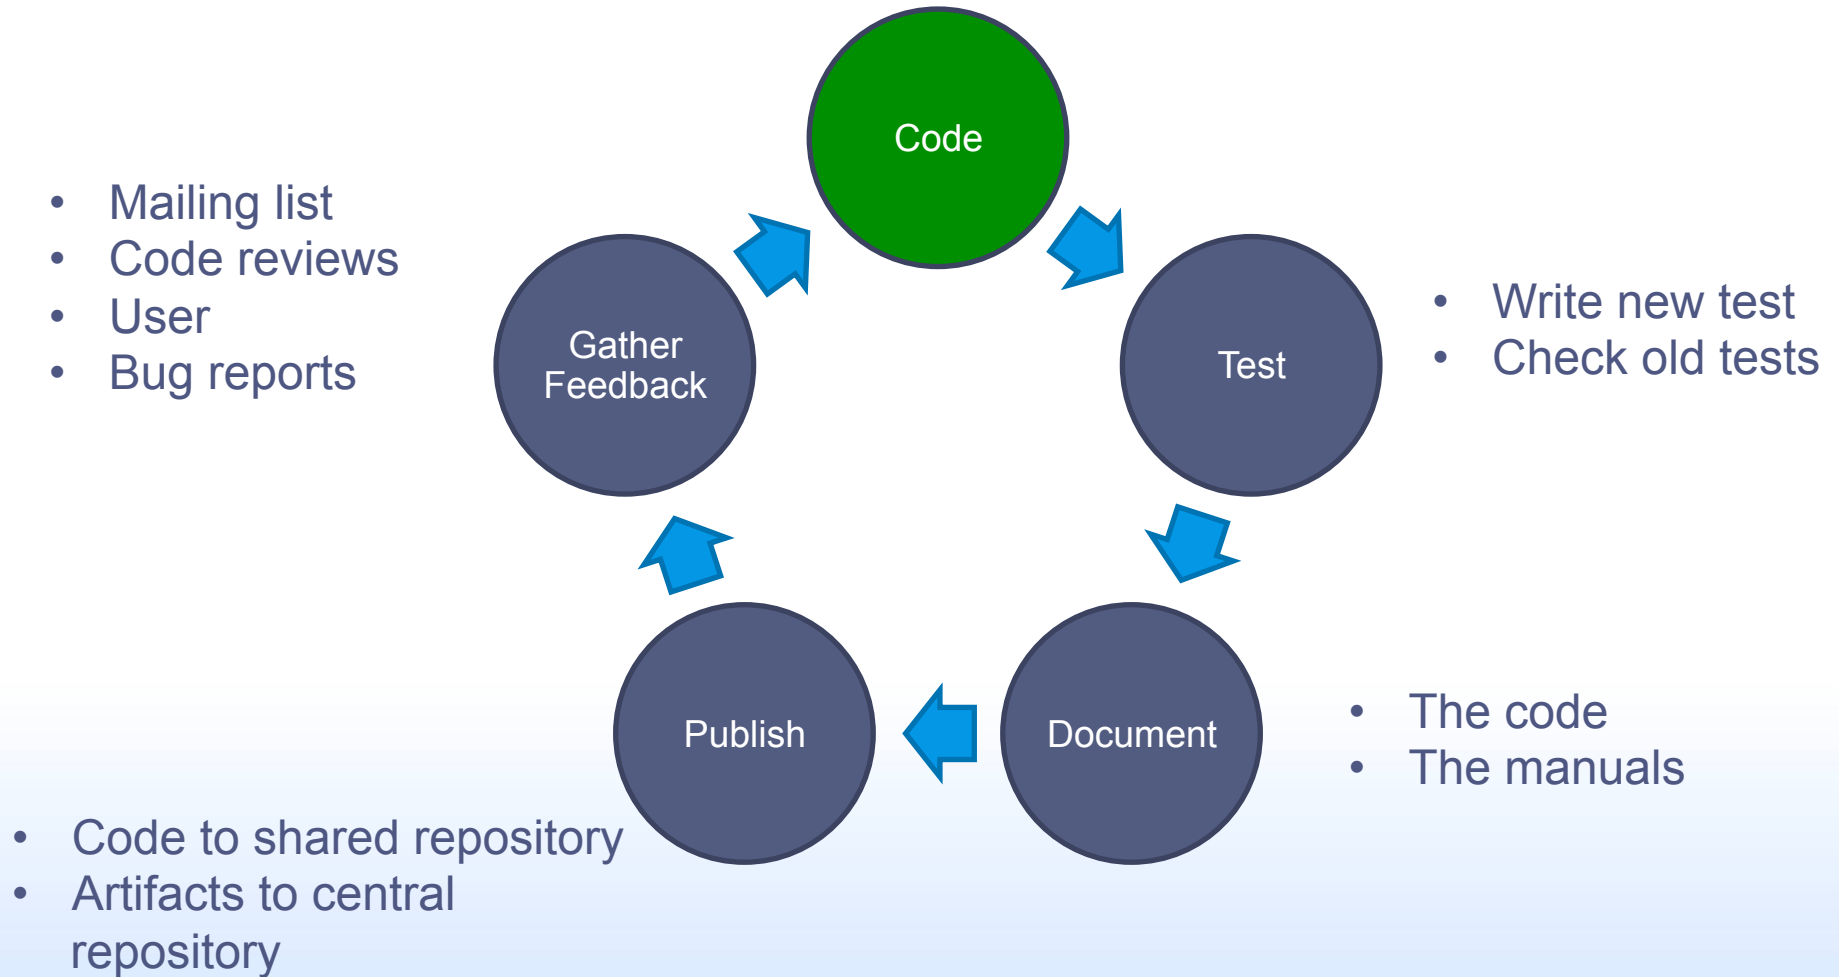 Code
• Mailing list
• Code reviews
• User
• Bug reports
Gather
Feedback
Test
• Write new test
• Check old tests
Publish
Document
• The code
• The manuals
• Code to shared repository
• Artifacts to central
repository